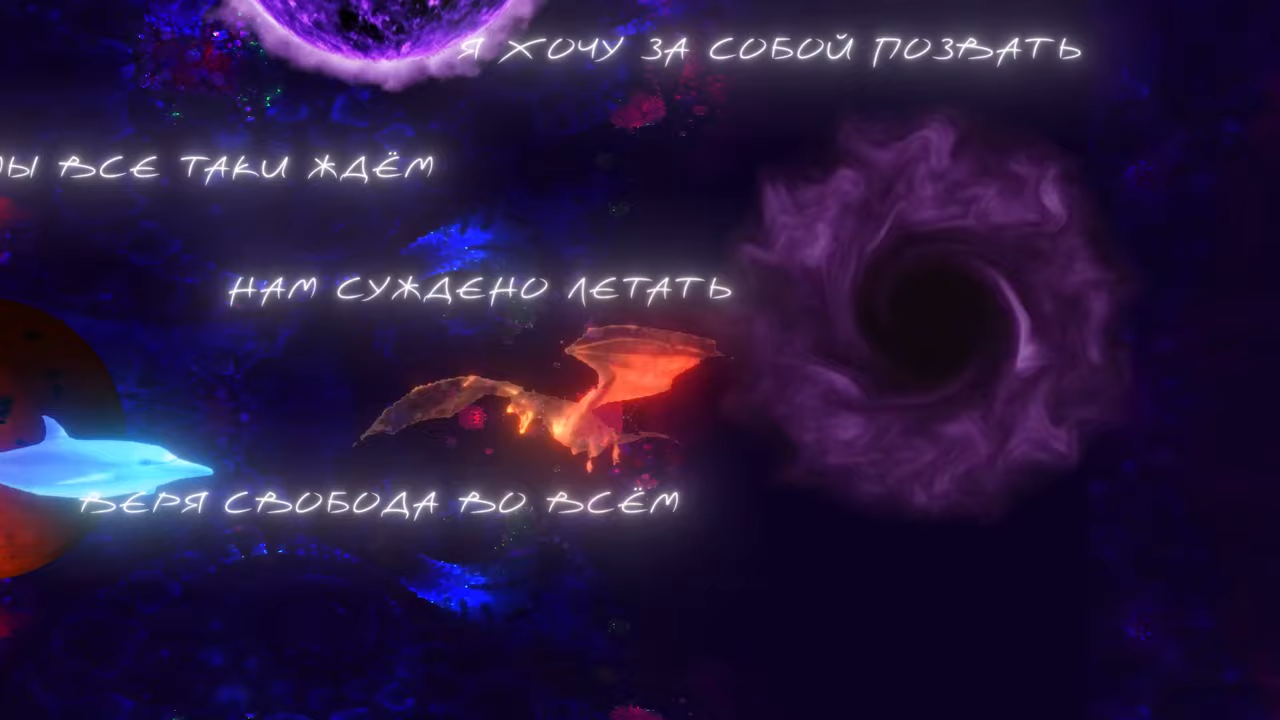 Я ХОЧУ ЗА СОБОЙ ПОЗВАТЬ
ВСЕ ТАКИ ЖДЁМ
НАМ СУЖДЕНО ЛЕТАТЬ
ВЕРЯ СВОБОДА ВО ВСЁМ